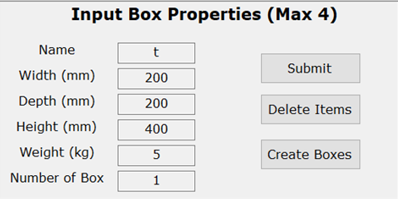 Input Box Properties (Max 4)
Name t
Width (mm) 200
Submit
Depth (mm) 200
Delete Items
Height (mm) 400
Weight (kg) 5
Create Boxes
Number of Box 1